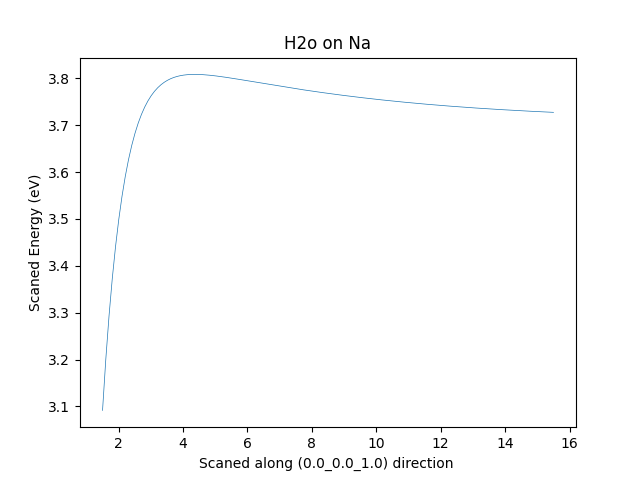 H2o on Na
3.8
3.7
3.6
3.5
3.4
3.3
3.2
3.1
Scaned Energy (eV)
2 4 6 8 10 12 14 16
Scaned along (0.0_0.0_1.0) direction